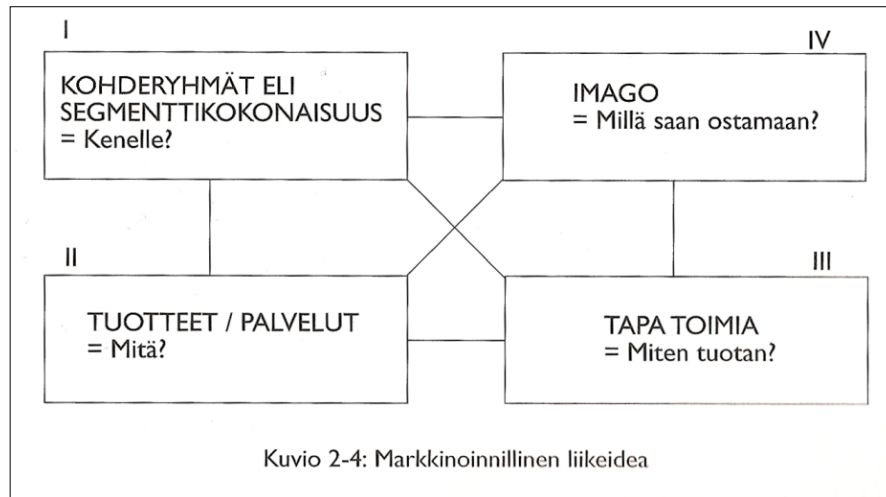 I
KOHDERYHMÄT ELI
SEGMENTTIKOKONAISUUS
= Kenelle?
IV
IMAGO
= Millä saan ostamaan?
II
TUOTTEET / PALVELUT
= Mitä?
III
TAPA TOIMIA
= Miten tuotan?
Kuvio 2-4: Markkinoinnillinen liikeidea